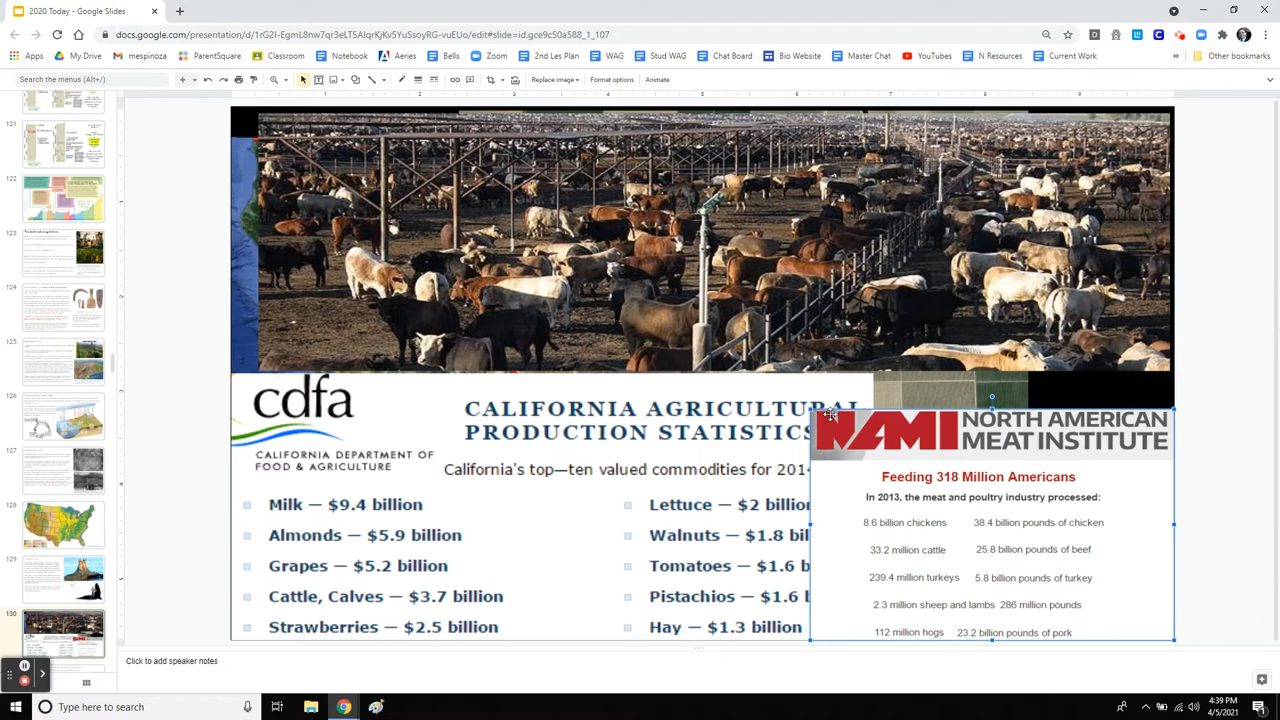 2020 Today - Google Slides
docs.google.com/presentation/d/1rG2I-EgmL8nw7qr3eLT5AlqrKjKv5YuSsoyRG-vuEUo/edit#slide=id.gce9c50a588_1_107
Apps My Drive mespinoza ParentSquare Classroom Notebook Aeries Bells Zoom 2nd Les Plan WAG Stud WAG Chat Board Bio Website Master Chat YouTubes N Resources Current Work Other bookmarks
Search the menus (Alt+/) Replace image Format options Animate
121
122
123
124
125
126
127
128
129
130
cdfa
CALIFORNIA DEPARTMENT OF
FOOD & AGRICULTURE
CALIFORNIA AGRICULTURAL
PRODUCTION STATISTICS
California's top—ten valued commodities for 2014
Milk — $9.4 billion
Almonds — $5.9 billion
Grapes — $5.2 billion
Cattle, Calves — $3.7 billion
Strawberries — $2.5 billion
Lettuce — $2 billion
Walnuts — $1.8 b
Tomatoes — $1.6 b
Pistachios — $1.6 b
Hay — $1.3 billion
NAMI NORTH AMERICAN
MEAT INSTITUTE
Feeding 318 Million Americans
In 2013, the meat and poultry industry processed:
8.6 billion chickens 38.4 billion pounds of chicken
33.2 million cattle 25.8 billion pounds of beef
239.4 million turkeys 5.8 billion pounds of turkey
2.3 million sheep and lambs 286 million pounds
112 million hogs 23.2 billion pounds of pork
Click to add speaker notes
Type here to search
4:39 PM
4/5/2021